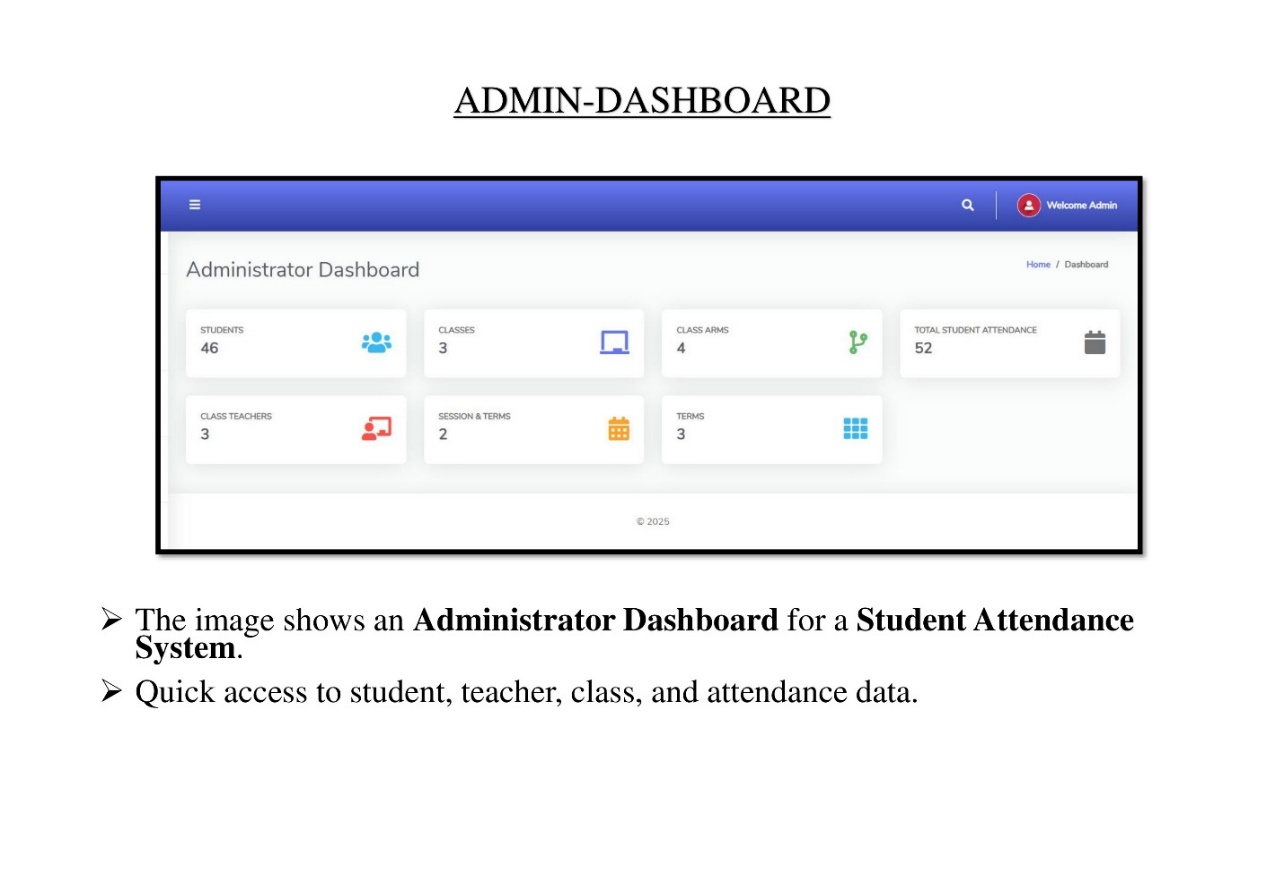 ADMIN-DASHBOARD
Welcome Admin
Administrator Dashboard
Home / Dashboard
STUDENTS
46
CLASSES
3
CLASS ARMS
4
TOTAL STUDENT ATTENDANCE
52
CLASS TEACHERS
3
SESSION & TERMS
2
TERMS
3
© 2025
➢ The image shows an Administrator Dashboard for a Student Attendance
System.
➢ Quick access to student, teacher, class, and attendance data.